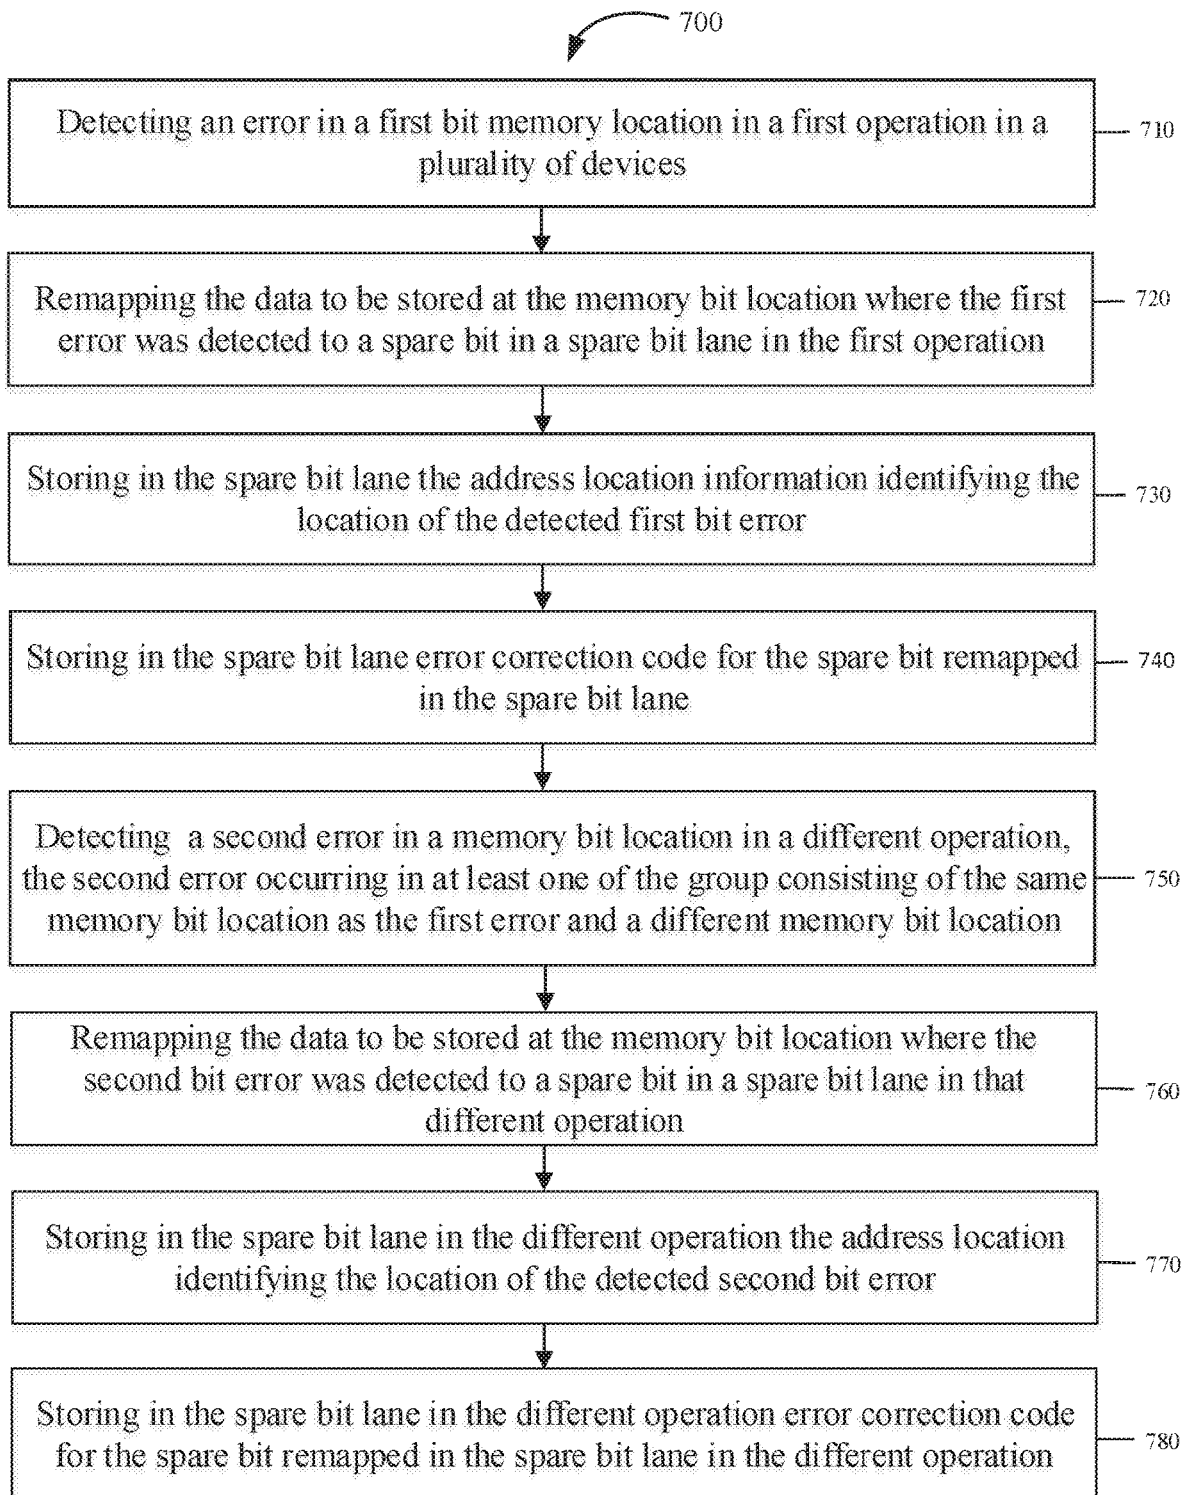 700
Detecting an error in a first bit memory location in a first operation in a
plurality of devices
710
Remapping the data to be stored at the memory bit location where the first
error was detected to a spare bit in a spare bit lane in the first operation
720
Storing in the spare bit lane the address location information identifying the
location of the detected first bit error
730
Storing in the spare bit lane error correction code for the spare bit remapped
in the spare bit lane
740
Detecting a second error in a memory bit location in a different operation,
the second error occurring in at least one of the group consisting of the same
memory bit location as the first error and a different memory bit location
750
Remapping the data to be stored at the memory bit location where the
second bit error was detected to a spare bit in a spare bit lane in that
different operation
760
Storing in the spare bit lane in the different operation the address location
identifying the location of the detected second bit error
770
Storing in the spare bit lane in the different operation error correction code
for the spare bit remapped in the spare bit lane in the different operation
780